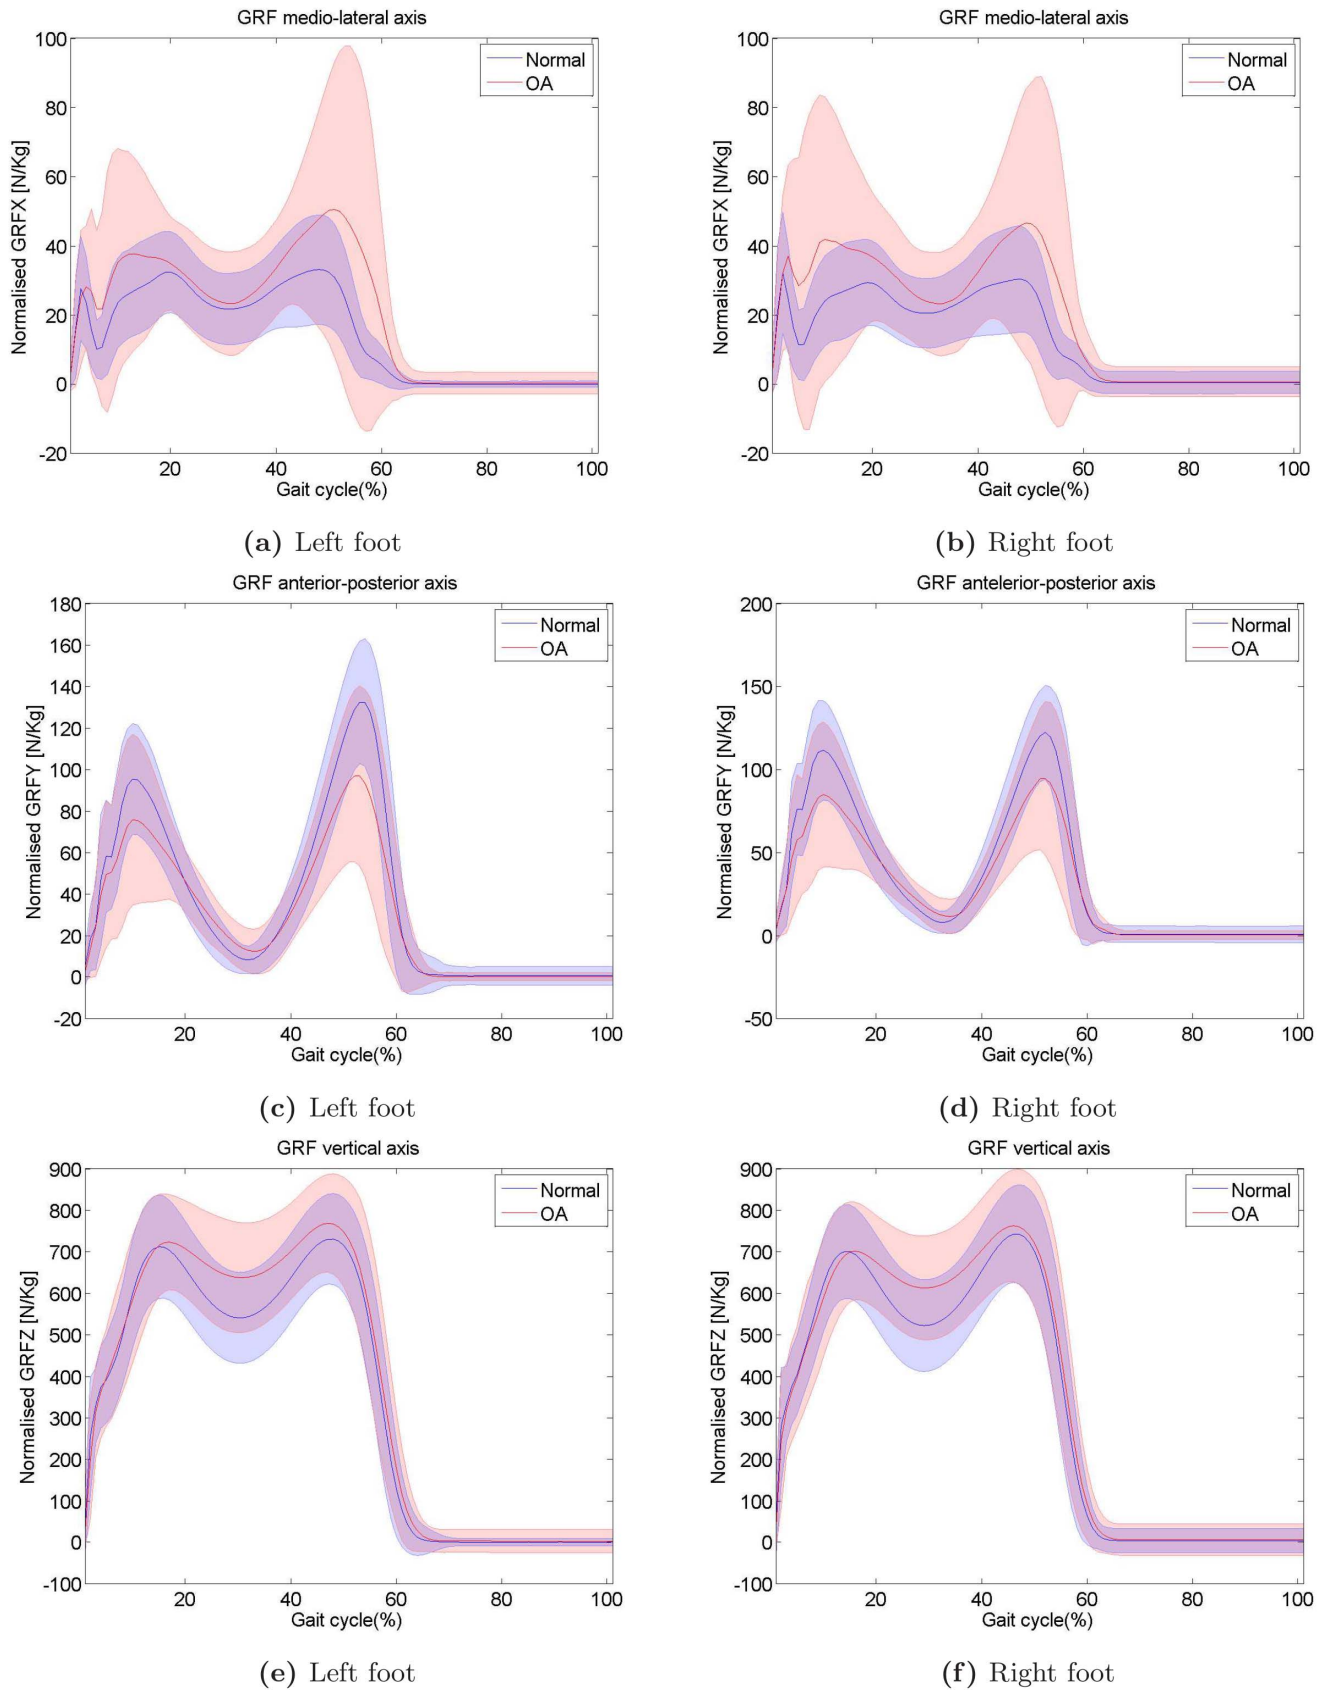 GRF medio-lateral axis
Normalised GRFX [N/Kg]
100
80
60
40
20
0
-20
Normal
OA
20
40
60
80
100
Gait cycle(%)
(a) Left foot
GRF medio-lateral axis
Normalised GRFX [N/Kg]
100
80
60
40
20
0
-20
Normal
OA
20
40
60
80
100
Gait cycle(%)
(b) Right foot
GRF anterior-posterior axis
Normalised GRFY [N/Kg]
180
160
140
120
100
80
60
40
20
0
-20
Normal
OA
20
40
60
80
100
Gait cycle(%)
(c) Left foot
GRF antelerior-posterior axis
Normalised GRFY [N/Kg]
200
150
100
50
0
-50
Normal
OA
20
40
60
80
100
Gait cycle(%)
(d) Right foot
GRF vertical axis
Normalised GRFZ [N/Kg]
900
800
700
600
500
400
300
200
100
0
-100
Normal
OA
20
40
60
80
100
Gait cycle(%)
(e) Left foot
GRF vertical axis
Normalised GRFZ [N/Kg]
900
800
700
600
500
400
300
200
100
0
-100
Normal
OA
20
40
60
80
100
Gait cycle(%)
(f) Right foot